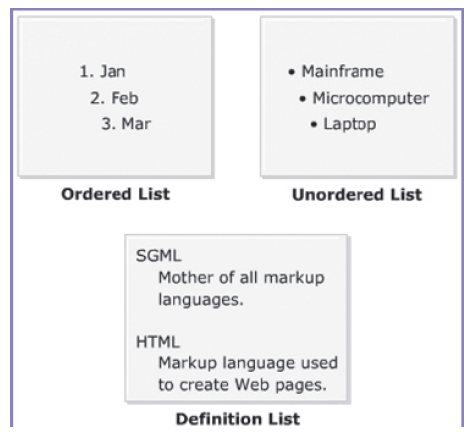 1. Jan
2. Feb
3. Mar
Ordered List
• Mainframe
• Microcomputer
• Laptop
Unordered List
SGML
Mother of all markup
languages.
HTML
Markup language used
to create Web pages.
Definition List